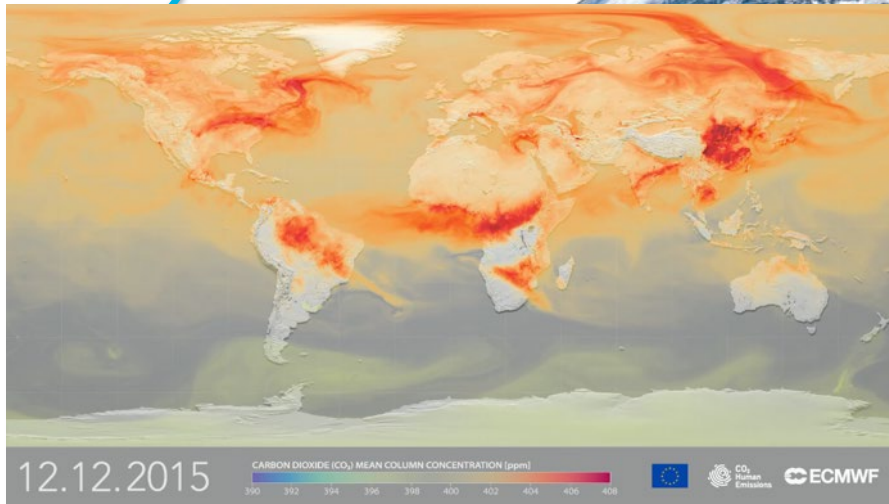 12.12.2015
CARBON DIOXIDE (CO₂) MEAN COLUMN CONCENTRATION [ppm]
390 392 394 396 398 400 402 404 406 408
CO₂
Human
Emissions
ECMWF